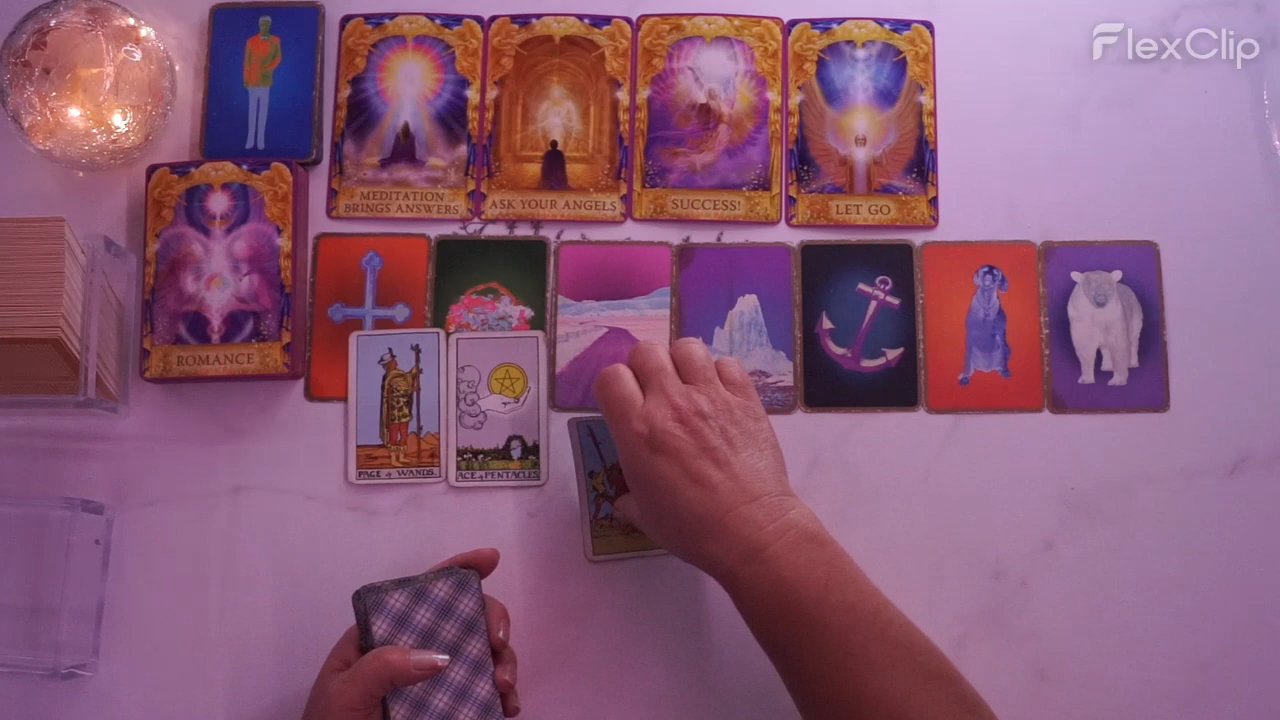 FlexClip
MEDITATION
BRINGS ANSWERS
ASK YOUR ANGELS
SUCCESS!
LET GO
ROMANCE
PAGE of WANDS.
ACE of PENTACLES